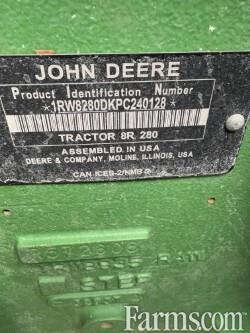 JOHN DEERE
Product Identification Number
*1RW8280DKPC240128*
TRACTOR 8R 280
ASSEMBLED IN USA
DEERE & COMPANY, MOLINE, ILLINOIS, USA
CAN ICES-2/NMB-2
Farms.com